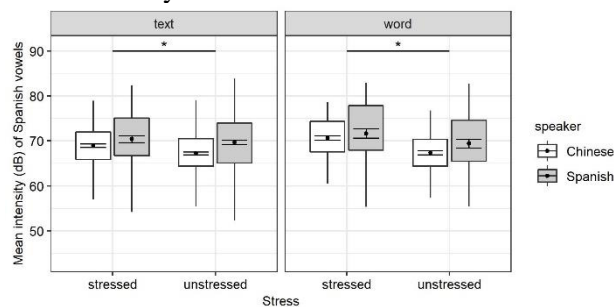 text
word
Mean intensity (dB) of Spanish vowels
90
80
70
60
50
*
*
stressed
unstressed
stressed
unstressed
Stress
speaker
Chinese
Spanish